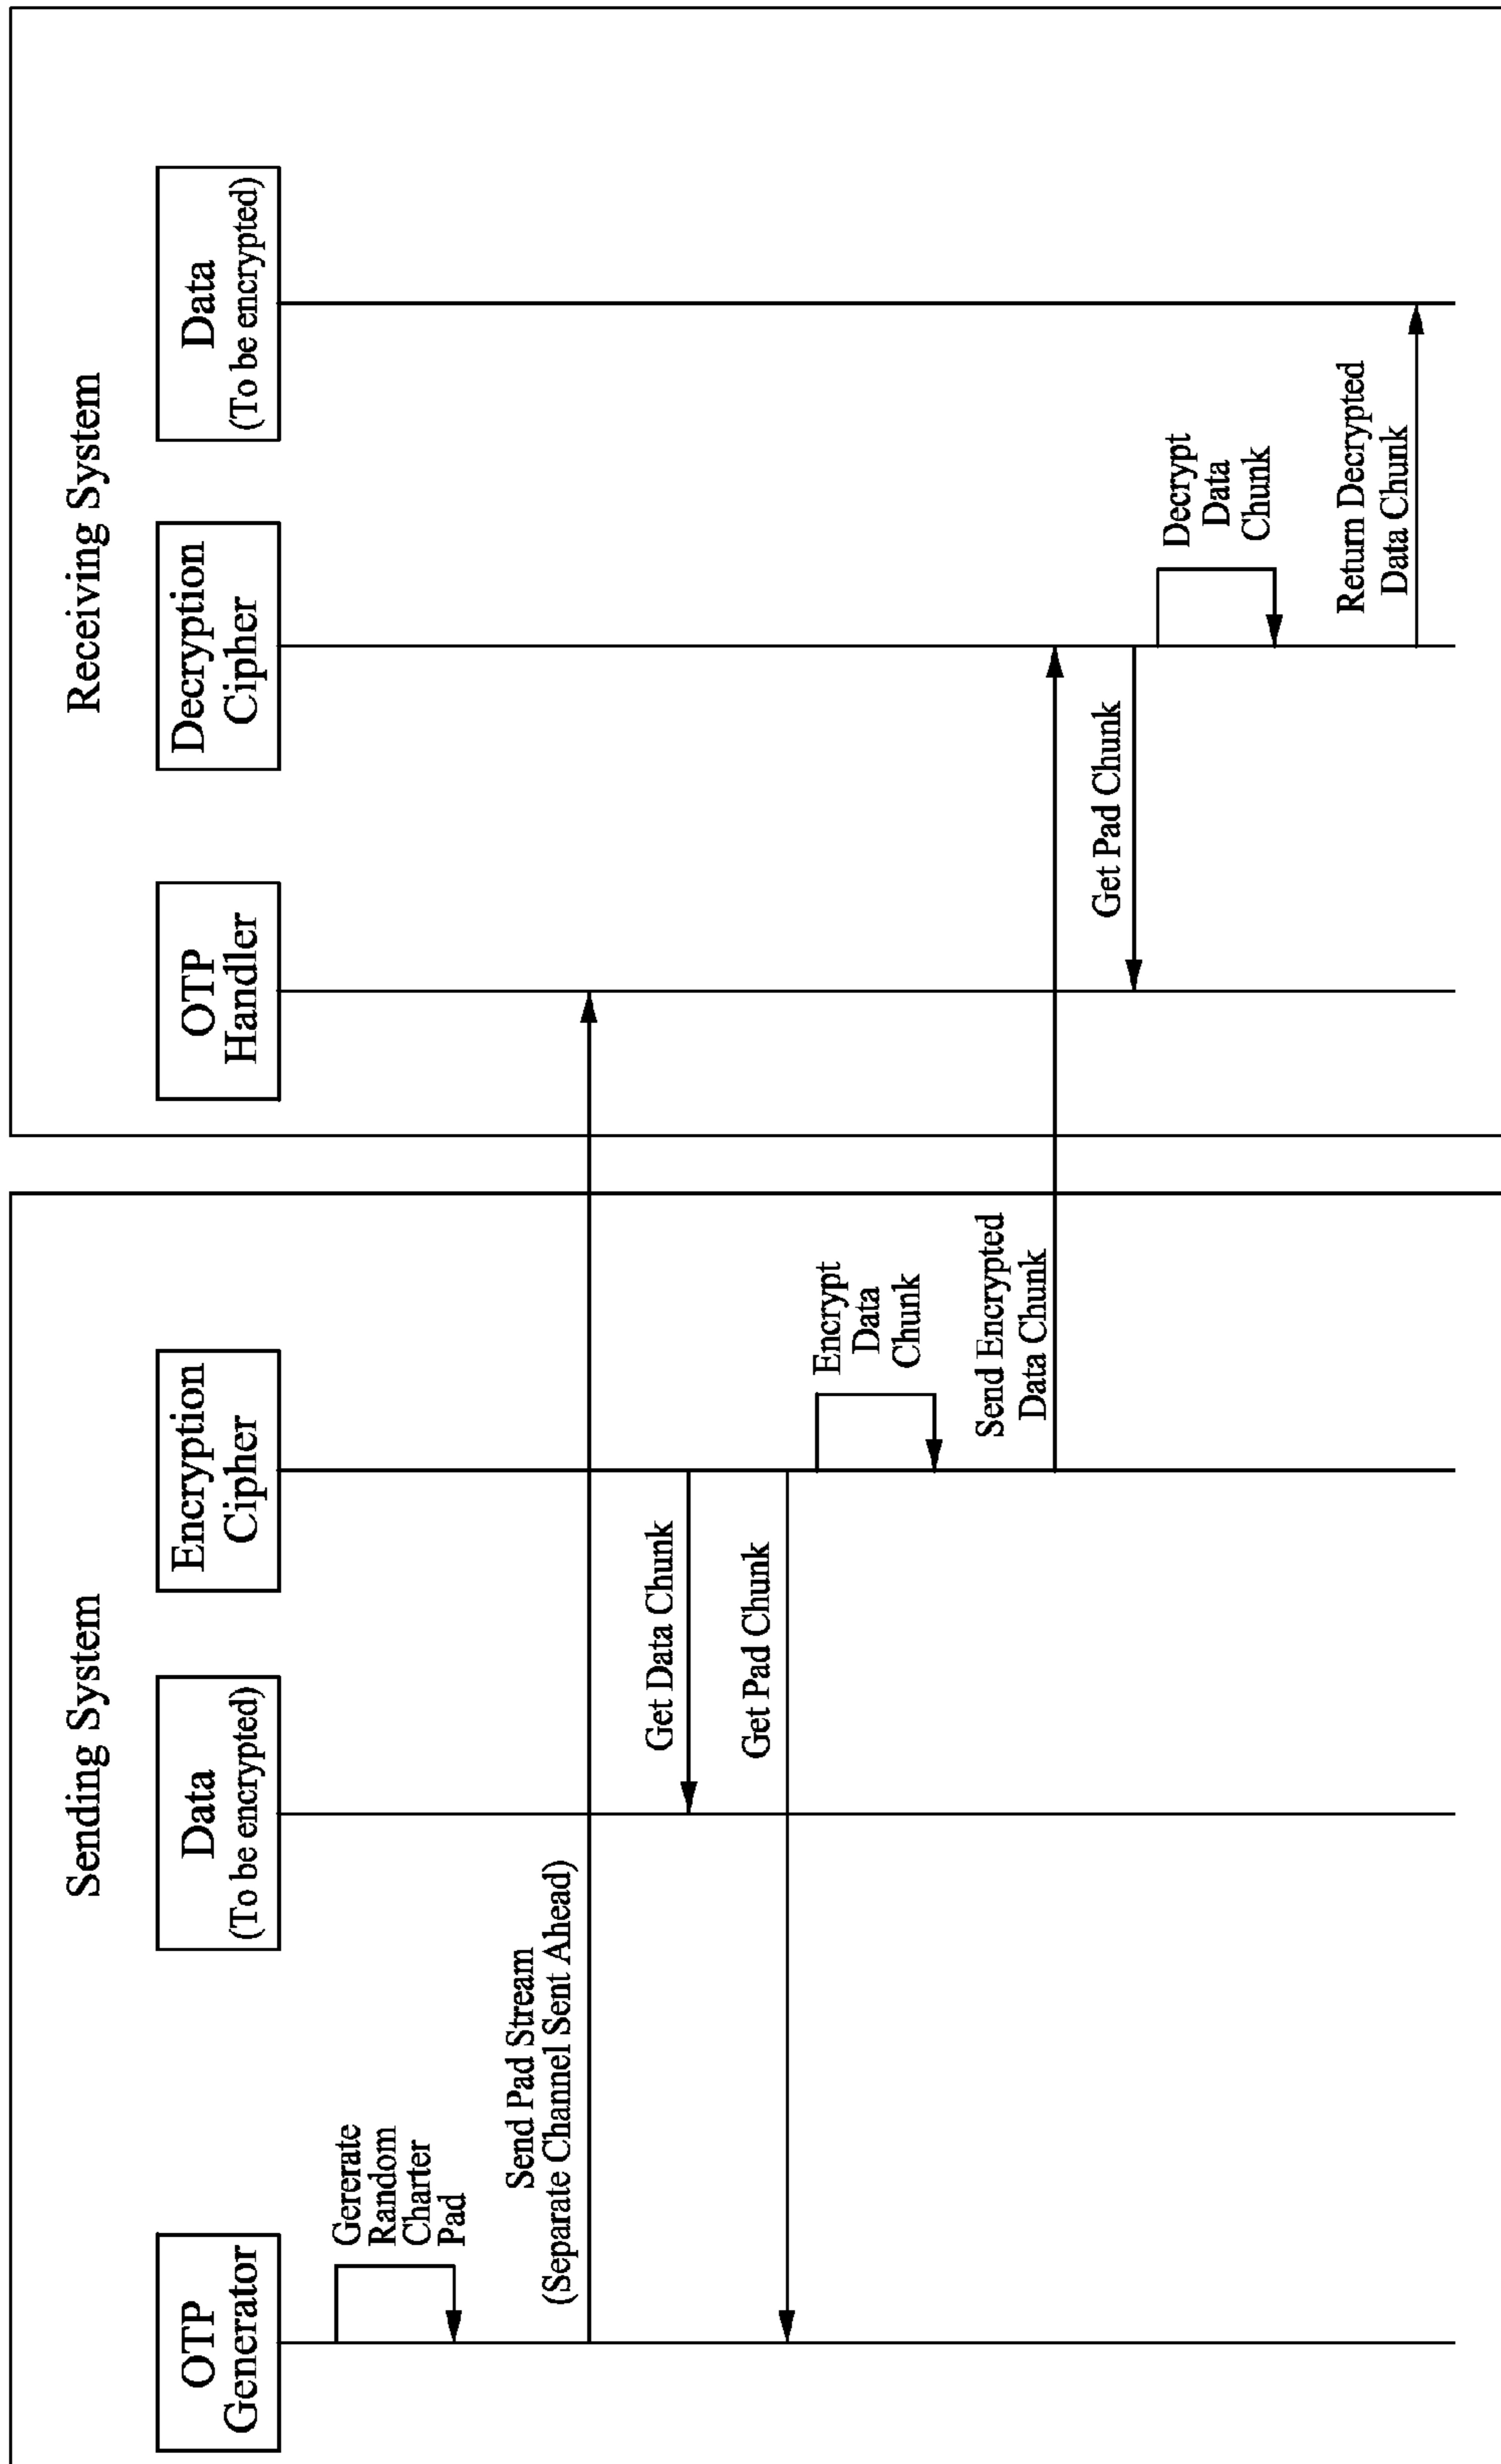 Sending System
OTP
Generator
Data
(To be encrypted)
Encryption
Cipher
Gererate
Random
Charter
Pad
Send Pad Stream
(Separate Channel Sent Ahead)
Get Data Chunk
Get Pad Chunk
Encrypt
Data
Chunk
Send Encrypted
Data Chunk
Receiving System
OTP
Handler
Decryption
Cipher
Data
(To be encrypted)
Get Pad Chunk
Decrypt
Data
Chunk
Return Decrypted
Data Chunk